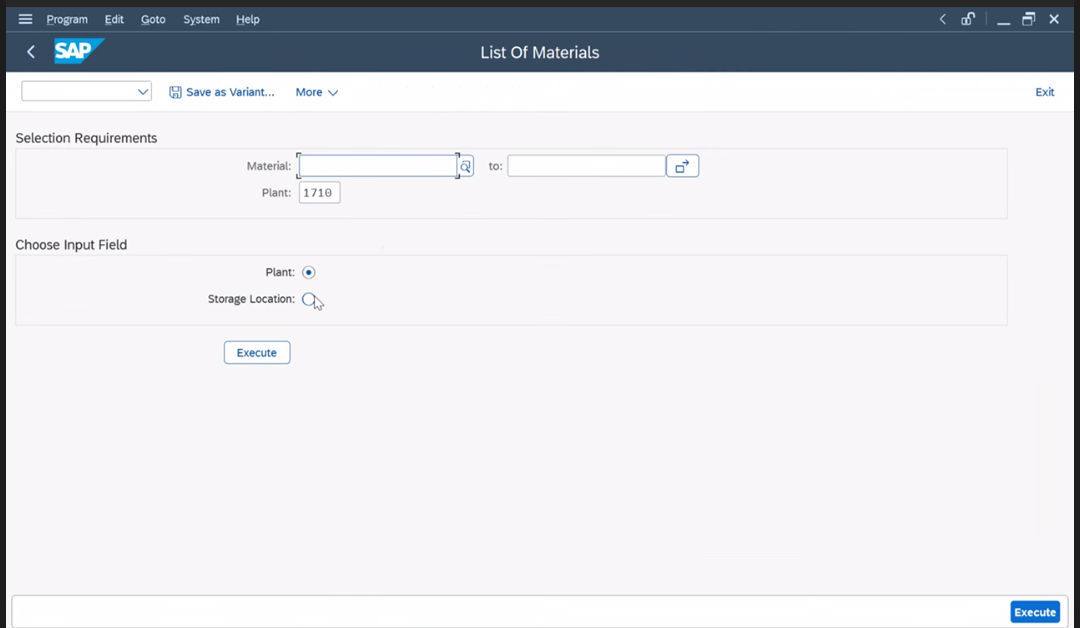 Program Edit Goto System Help
SAP List Of Materials
Save as Variant... More Exit
Selection Requirements
Material: to:
Plant: 1710
Choose Input Field
Plant:
Storage Location:
Execute
Execute